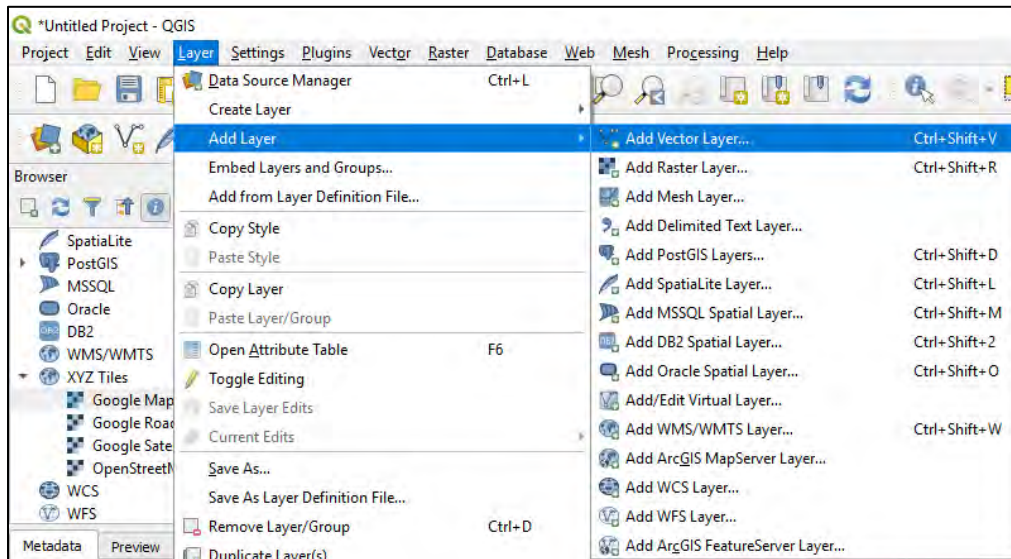 *Untitled Project - QGIS
Project Edit View Layer Settings Plugins Vector Raster Database Web Mesh Processing Help
Data Source Manager Ctrl+L
Create Layer
Add Layer
Embed Layers and Groups...
Add from Layer Definition File...
Copy Style
Paste Style
Copy Layer
Paste Layer/Group
Open Attribute Table F6
Toggle Editing
Save Layer Edits
Current Edits
Save As...
Save As Layer Definition File...
Remove Layer/Group Ctrl+D
Duplicate Layer(s)
Add Vector Layer... Ctrl+Shift+V
Add Raster Layer... Ctrl+Shift+R
Add Mesh Layer...
Add Delimited Text Layer...
Add PostGIS Layers... Ctrl+Shift+D
Add SpatiaLite Layer... Ctrl+Shift+L
Add MSSQL Spatial Layer... Ctrl+Shift+M
Add DB2 Spatial Layer... Ctrl+Shift+2
Add Oracle Spatial Layer... Ctrl+Shift+O
Add/Edit Virtual Layer...
Add WMS/WMTS Layer... Ctrl+Shift+W
Add ArcGIS MapServer Layer...
Add WCS Layer...
Add WFS Layer...
Add ArcGIS FeatureServer Layer...
Browser
SpatiaLite
PostGIS
MSSQL
Oracle
DB2
WMS/WMTS
XYZ Tiles
Google Map
Google Road
Google Sate
OpenStreetM
WCS
WFS
Metadata Preview